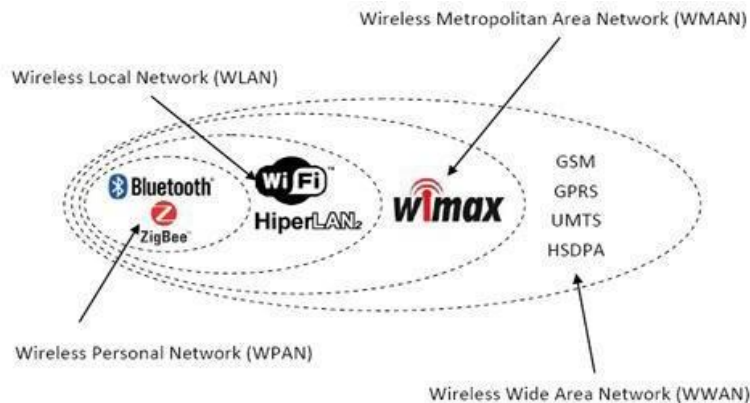 Wireless Metropolitan Area Network (WMAN)
Wireless Local Network (WLAN)
Bluetooth
ZigBee
WiFi
HiperLAN2
wimax
GSM
GPRS
UMTS
HSDPA
Wireless Personal Network (WPAN)
Wireless Wide Area Network (WWAN)